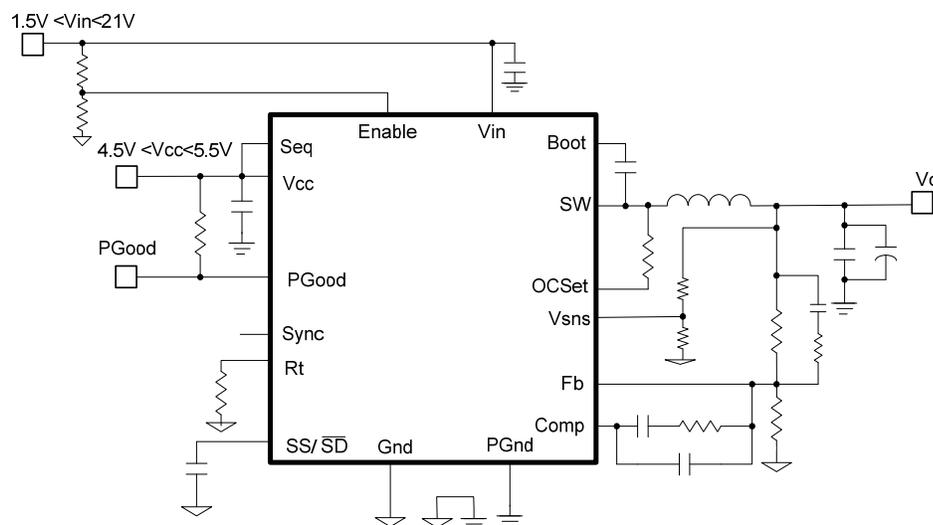 1.5V <Vin<21V
Enable
Vin
4.5V <Vcc<5.5V
Seq
Vcc
PGood
PGood
Sync
Rt
SS/ SD
Gnd
PGnd
Boot
SW
OCSet
Vsns
Fb
Comp